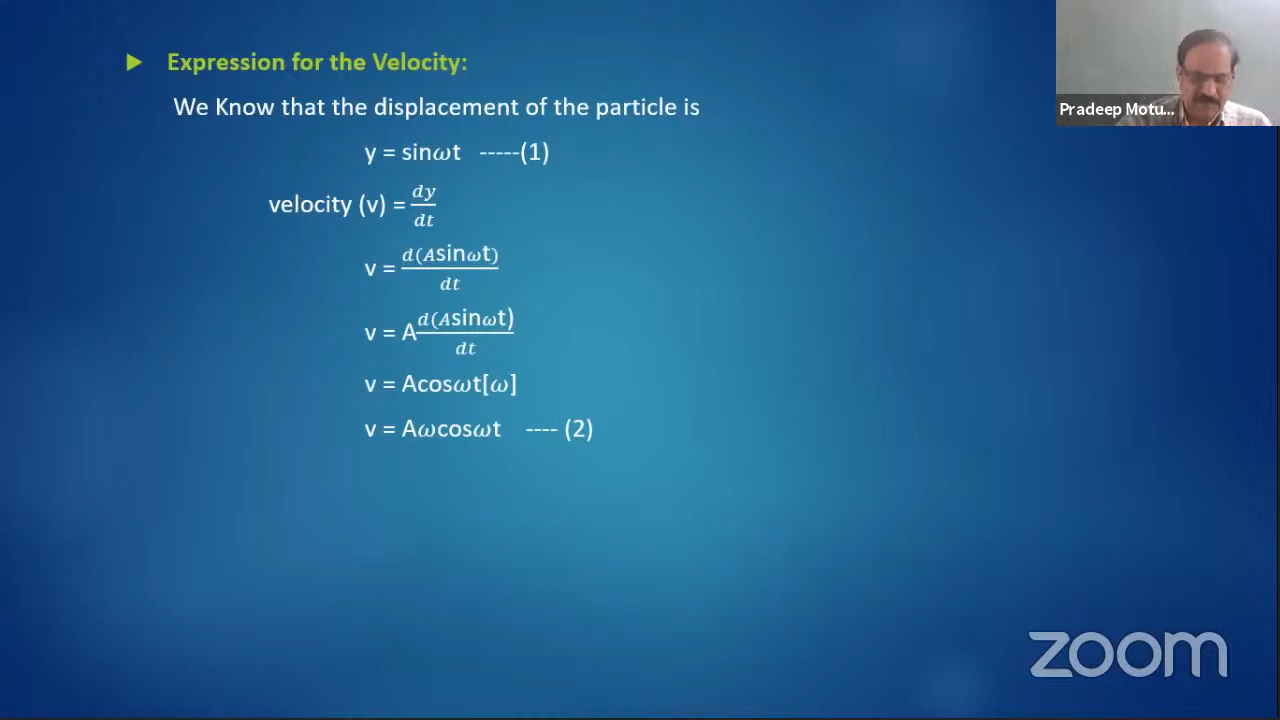 Expression for the Velocity:
We Know that the displacement of the particle is
y = sinωt -----(1)
velocity (v) = dy/dt
v = d(Asinωt)/dt
v = A d(Asinωt)/dt
v = Acosωt[ω]
v = Aωcosωt ---- (2)
Pradeep Motu...
zoom